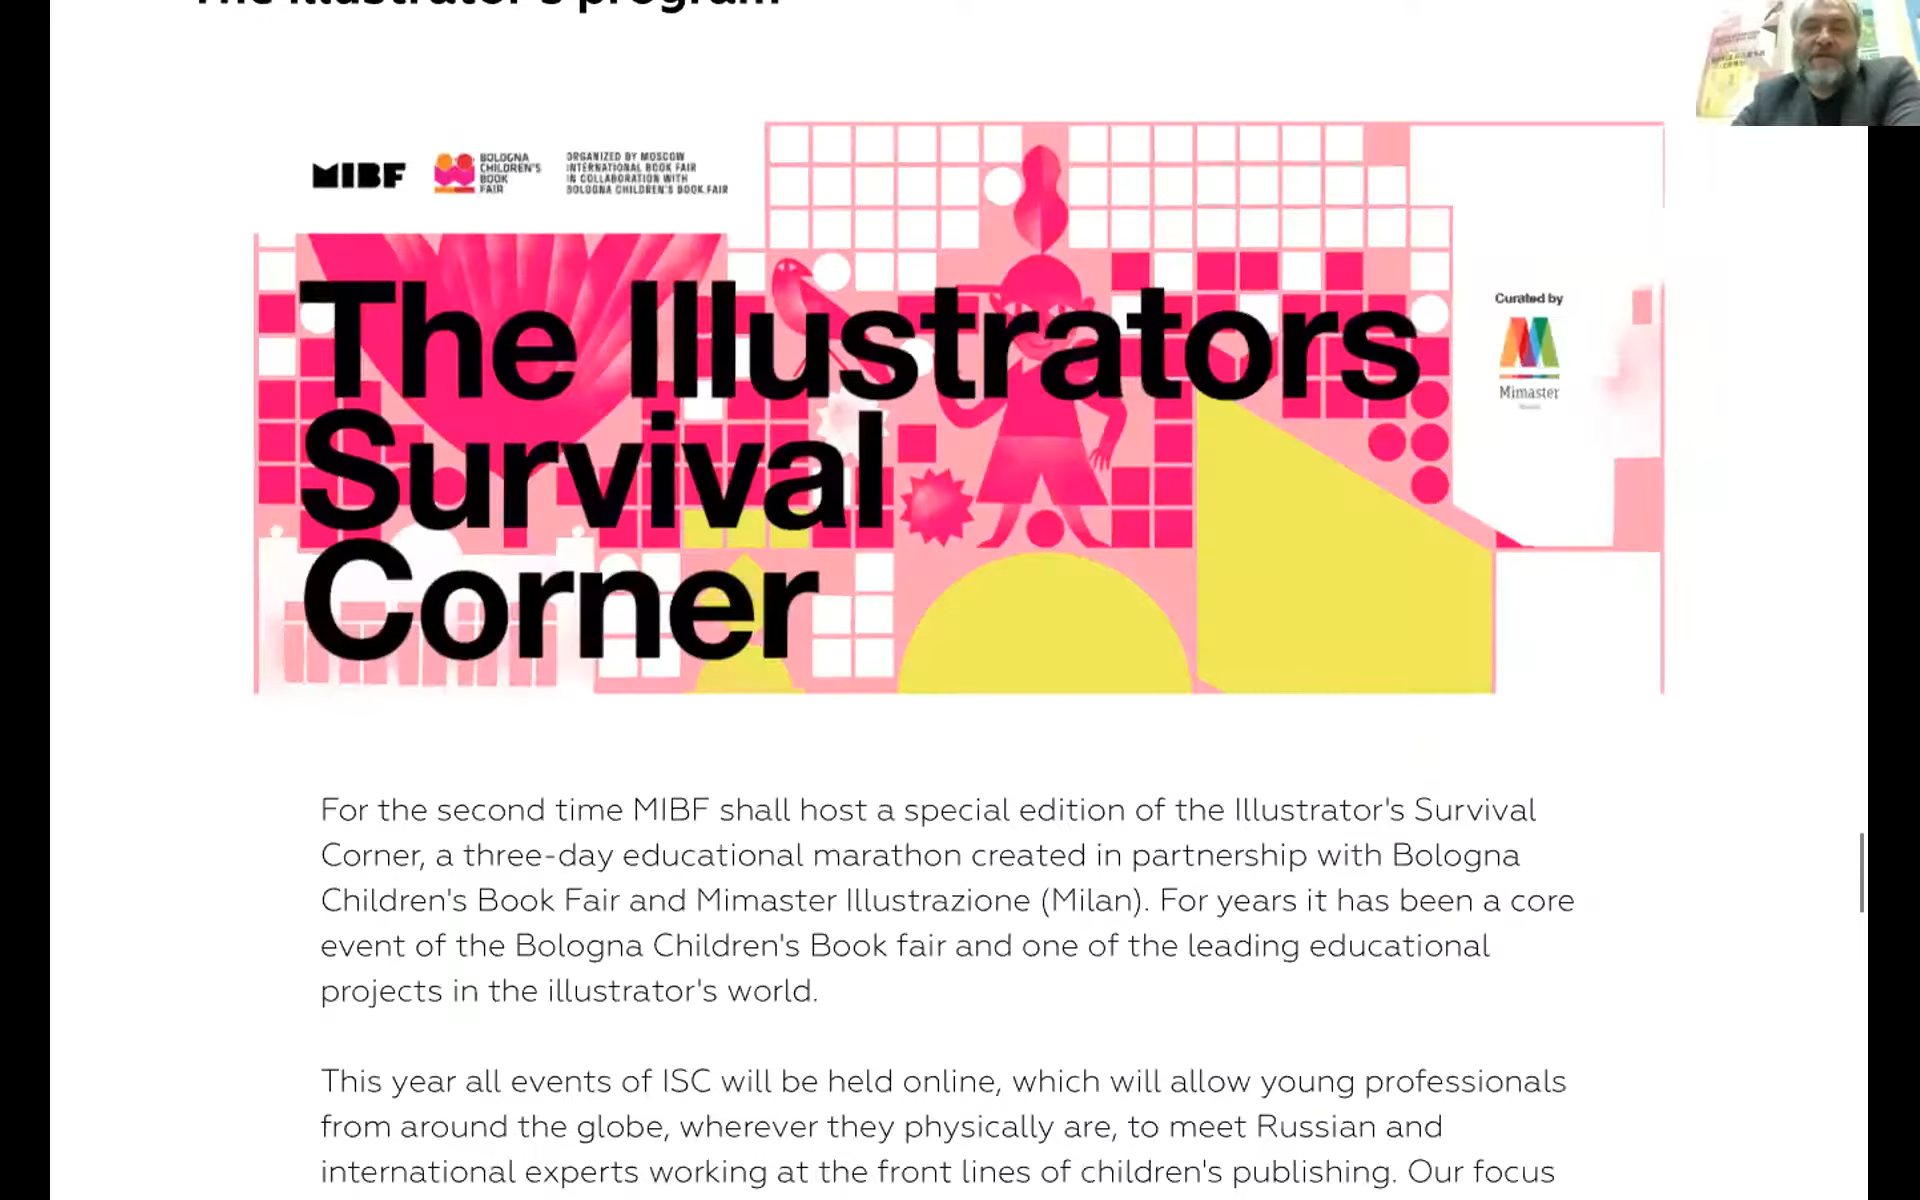 The Illustrator's program
MIBF
BOLOGNA
CHILDREN'S
BOOK
FAIR
ORGANIZED BY MOSCOW
INTERNATIONAL BOOK FAIR
IN COLLABORATION WITH
BOLOGNA CHILDREN'S BOOK FAIR
The Illustrators
Survival
Corner
Curated by
Mimaster
For the second time MIBF shall host a special edition of the Illustrator's Survival
Corner, a three-day educational marathon created in partnership with Bologna
Children's Book Fair and Mimaster Illustrazione (Milan). For years it has been a core
event of the Bologna Children's Book fair and one of the leading educational
projects in the illustrator's world.
This year all events of ISC will be held online, which will allow young professionals
from around the globe, wherever they physically are, to meet Russian and
international experts working at the front lines of children's publishing. Our focus